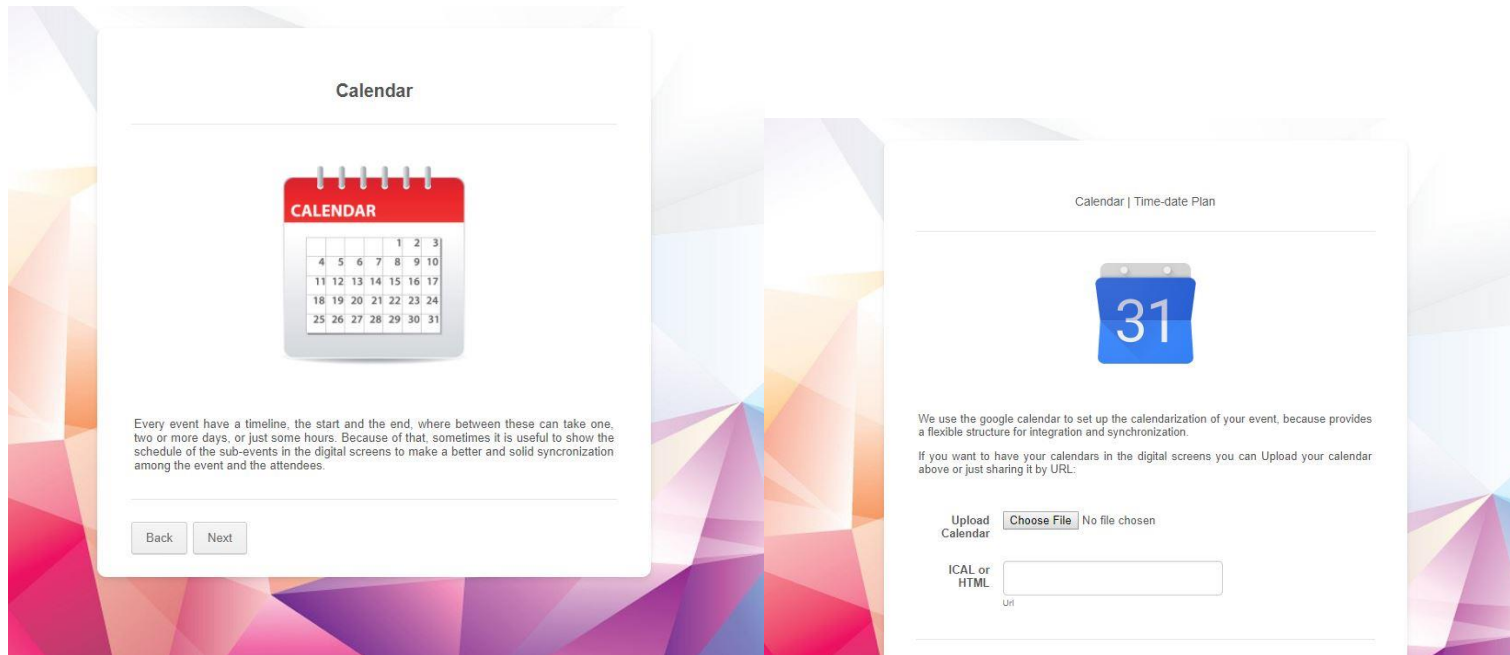 Calendar
CALENDAR
1 2 3
4 5 6 7 8 9 10
11 12 13 14 15 16 17
18 19 20 21 22 23 24
25 26 27 28 29 30 31
Every event have a timeline, the start and the end, where between these can take one,
two or more days, or just some hours. Because of that, sometimes it is useful to show the
schedule of the sub-events in the digital screens to make a better and solid syncronization
among the event and the attendees.
Back Next
Calendar | Time-date Plan
31
We use the google calendar to set up the calendarization of your event, because provides
a flexible structure for integration and synchronization.
If you want to have your calendars in the digital screens you can Upload your calendar
above or just sharing it by URL:
Upload
Calendar
Choose File No file chosen
ICAL or
HTML
Url